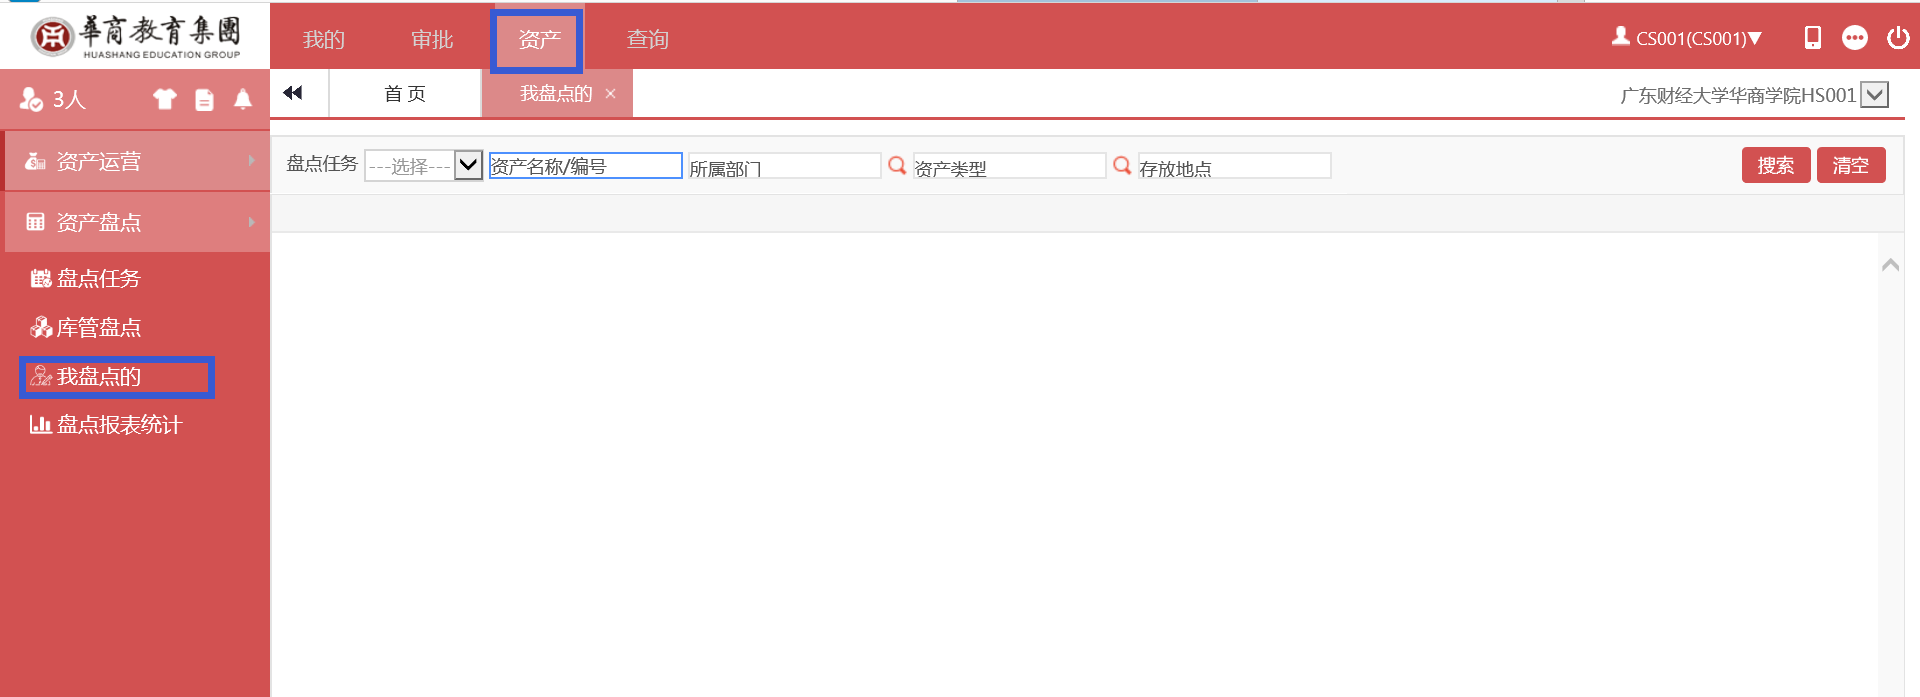 華商教育集團
HUASHANG EDUCATION GROUP
我的 审批 资产 查询
CS001(CS001)▼
3人
首 页 我盘点的 ×
广东财经大学华商学院HS001
资产运营
资产盘点
盘点任务
库管盘点
我盘点的
盘点报表统计
盘点任务 ---选择--- 资产名称/编号 所属部门 资产类型 存放地点 搜索 清空